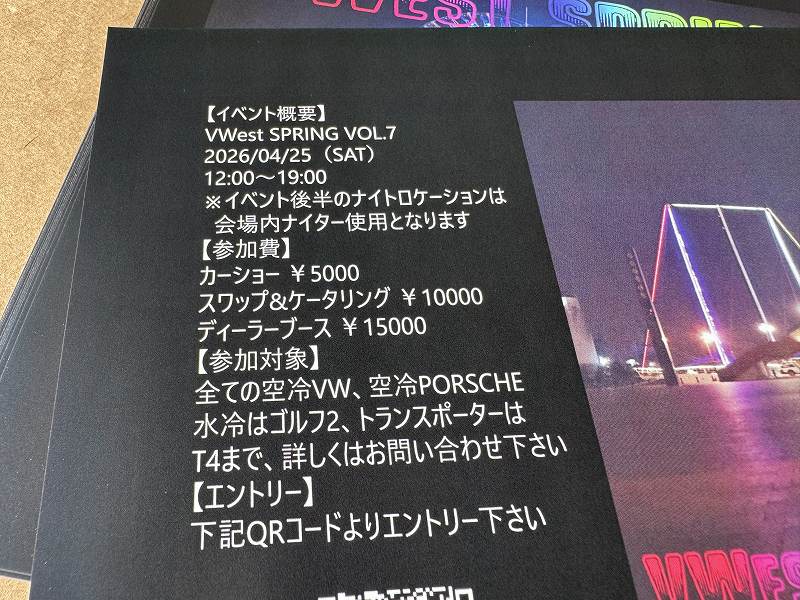 WEST SPRING
【イベント概要】
VWest SPRING VOL.7
2026/04/25（SAT）
12:00～19:00
※イベント後半のナイトロケーションは
会場内ナイター使用となります
【参加費】
カーショー ￥5000
スワップ&ケータリング ￥10000
ディーラーブース ￥15000
【参加対象】
全ての空冷VW、空冷PORSCHE
水冷はゴルフ2、トランスポーターは
T4まで、詳しくはお問い合わせ下さい
【エントリー】
下記QRコードよりエントリー下さい
VWes